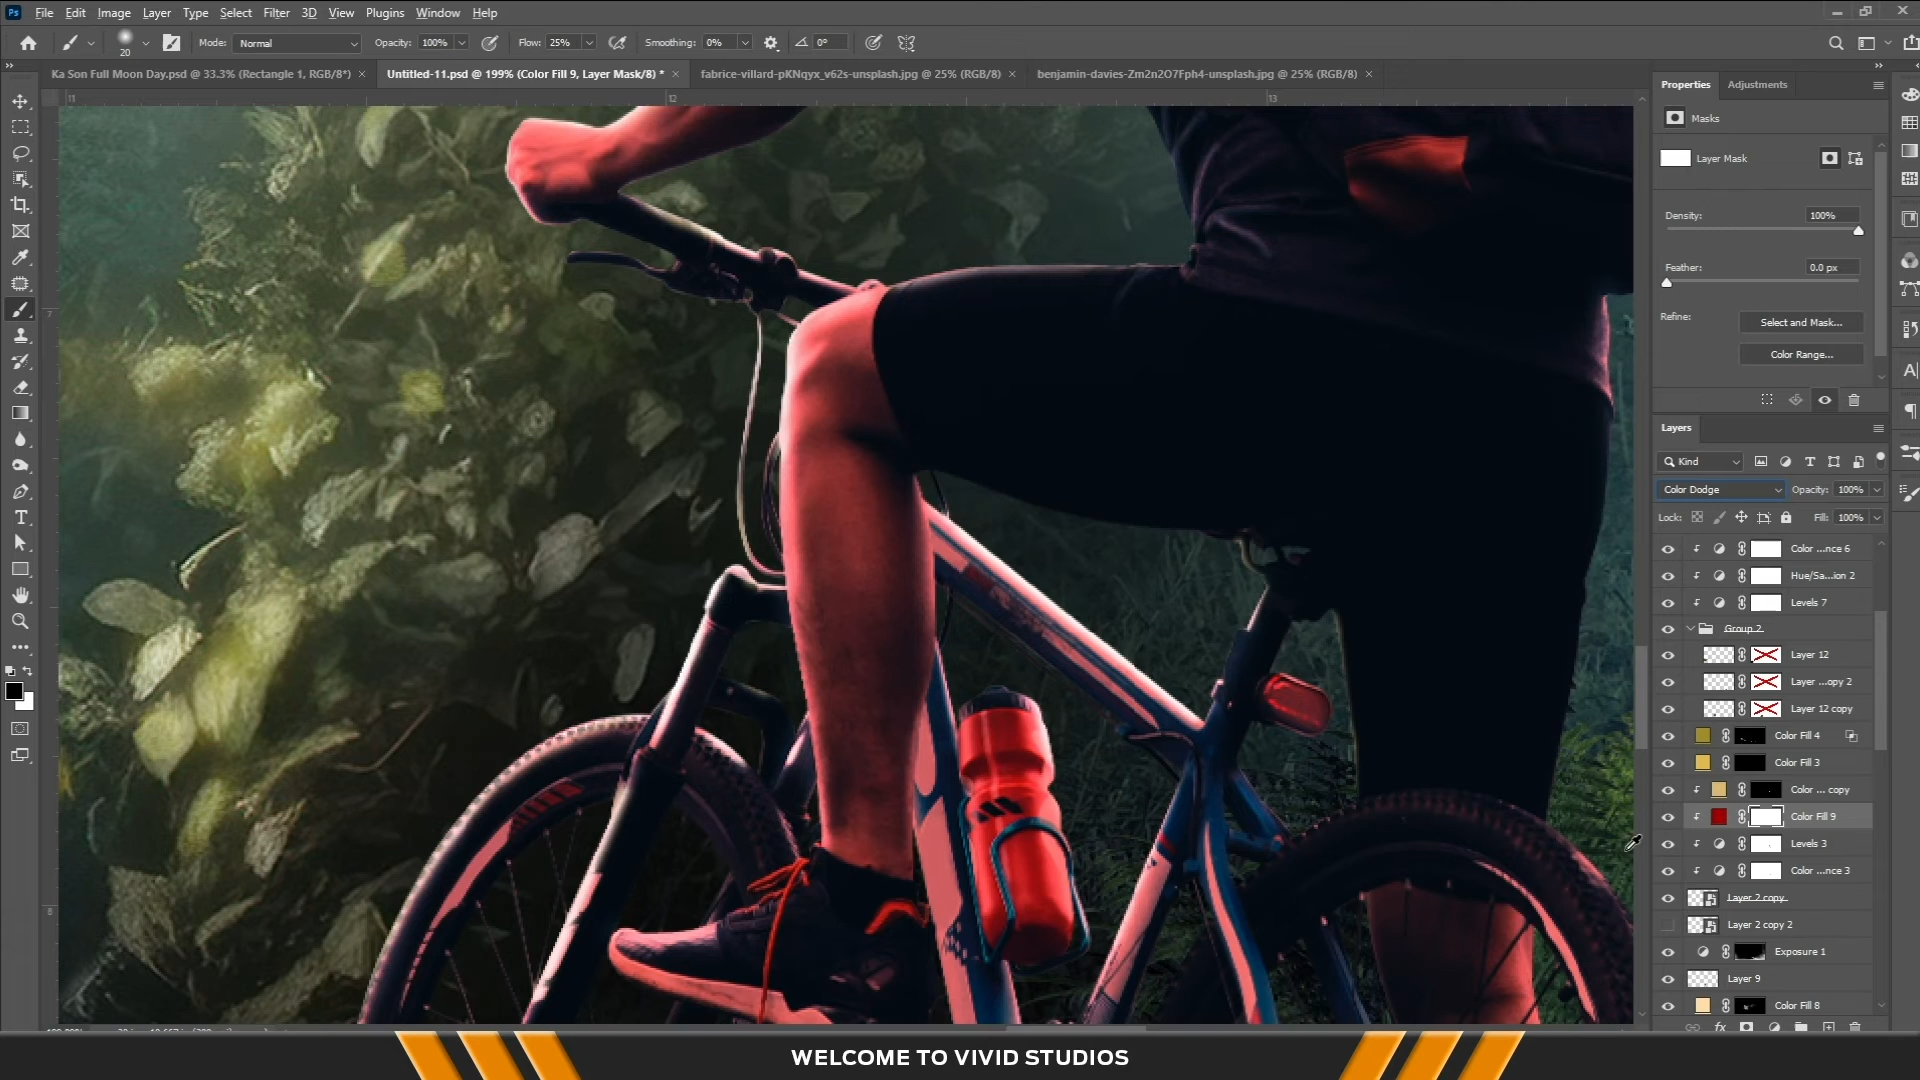 File Edit Image Layer Type Select Filter 3D View Plugins Window Help
20 Mode: Normal Opacity: 100% Flow: 25% Smoothing: 0% 0°
Ka Son Full Moon Day.psd @ 33.3% (Rectangle 1, RGB/8*) × Untitled-11.psd @ 199% (Color Fill 9, Layer Mask/8) * × fabrice-villard-pKNqyx_v62s-unsplash.jpg @ 25% (RGB/8) × benjamin-davies-Zm2n2O7Fph4-unsplash.jpg @ 25% (RGB/8) ×
11 12 13
7
8
Properties Adjustments
Masks
Layer Mask
Density: 100%
Feather: 0.0 px
Refine: Select and Mask...
Color Range...
Layers
Kind
Color Dodge Opacity: 100%
Lock: Fill: 100%
Color ...nce 6
Hue/Sa...ion 2
Levels 7
Group 2
Layer 12
Layer ...opy 2
Layer 12 copy
Color Fill 4
Color Fill 3
Color ... copy
Color Fill 9
Levels 3
Color ...nce 3
Layer 2 copy
Layer 2 copy 2
Exposure 1
Layer 9
Color Fill 8
fx
WELCOME TO VIVID STUDIOS